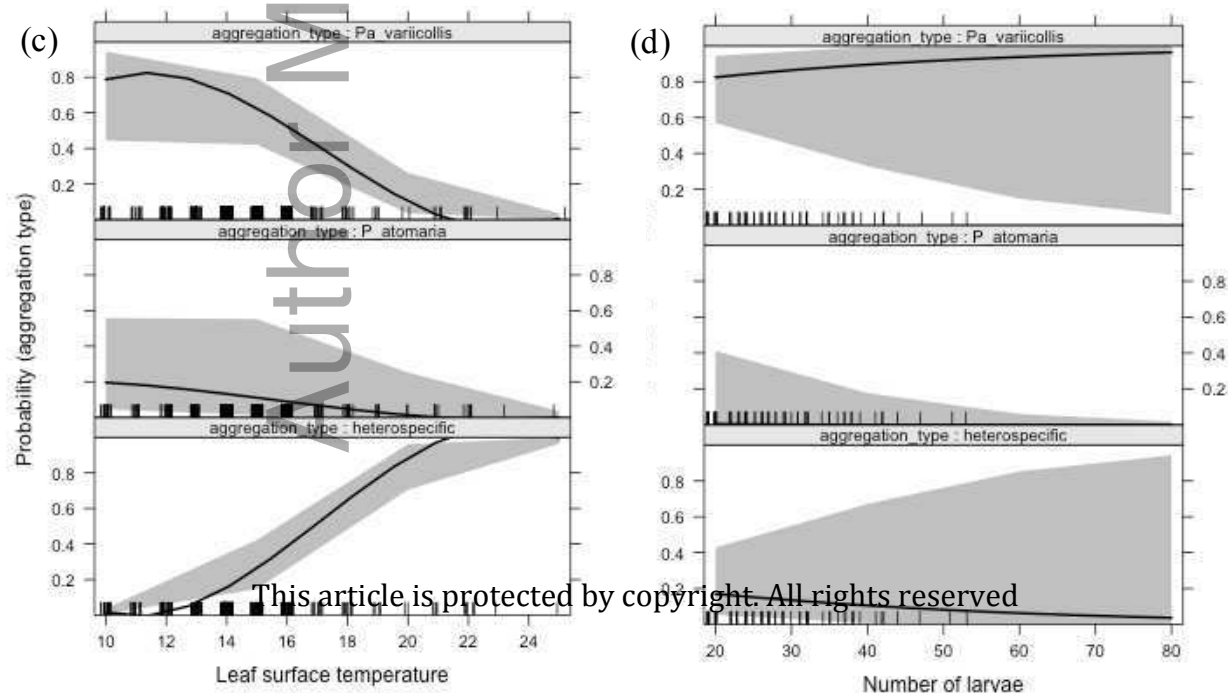 (c)
aggregation_type : Pa_variicollis
0.8
0.6
0.4
0.2
aggregation_type : P_atomaria
0.8
0.6
0.4
0.2
aggregation_type : heterospecific
0.8
0.6
0.4
0.2
10 12 14 16 18 20 22 24
Leaf surface temperature
Probability (aggregation type)
Author M
(d)
aggregation_type : Pa_variicollis
0.8
0.6
0.4
0.2
aggregation_type : P_atomaria
0.8
0.6
0.4
0.2
aggregation_type : heterospecific
0.8
0.6
0.4
0.2
20 30 40 50 60 70 80
Number of larvae
This article is protected by copyright. All rights reserved